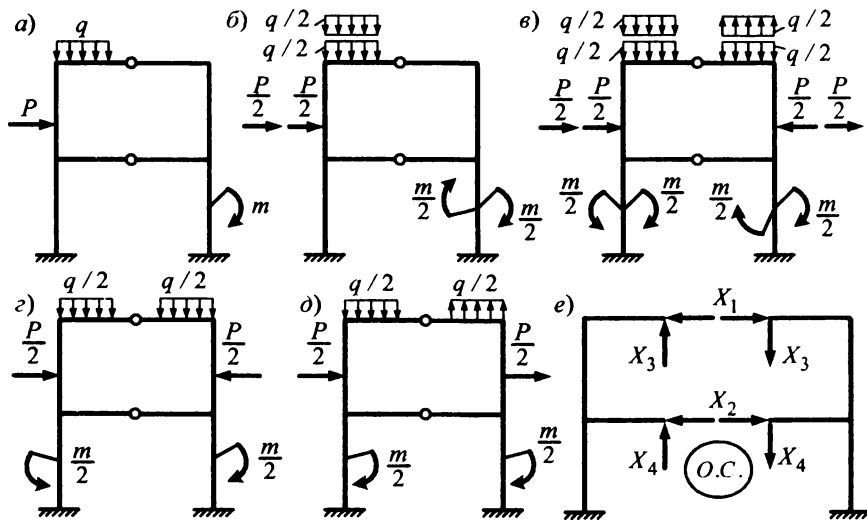 а)
q
P
m
б)
q/2
q/2
P/2 P/2
m/2
m/2
в)
q/2 q/2
q/2 q/2
P/2 P/2 P/2 P/2
m/2 m/2 m/2 m/2
г)
q/2 q/2
P/2 P/2
m/2 m/2
д)
q/2 q/2
P/2 P/2
m/2 m/2
е)
X₁
X₃ X₃
X₂
X₄ О.С. X₄